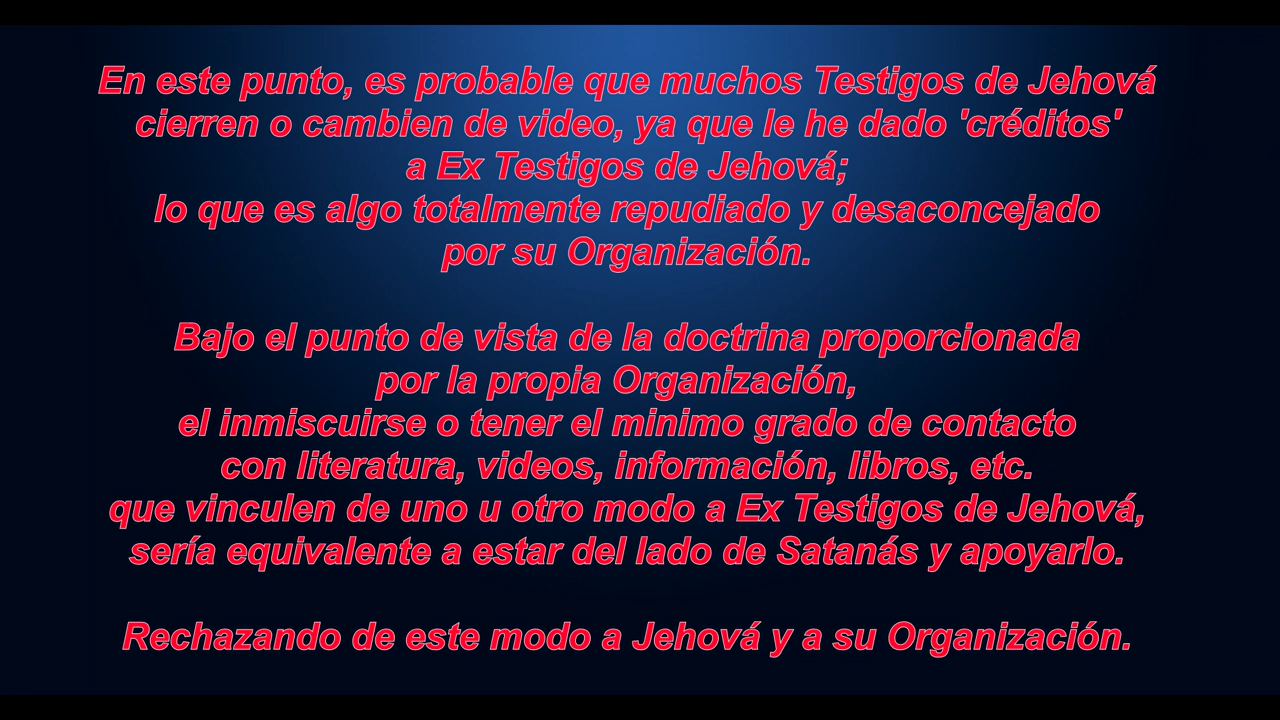 En este punto, es probable que muchos Testigos de Jehová
cierren o cambien de video, ya que le he dado 'créditos'
a Ex Testigos de Jehová;
lo que es algo totalmente repudiado y desaconcejado
por su Organización.
Bajo el punto de vista de la doctrina proporcionada
por la propia Organización,
el inmiscuirse o tener el minimo grado de contacto
con literatura, videos, información, libros, etc.
que vinculen de uno u otro modo a Ex Testigos de Jehová,
sería equivalente a estar del lado de Satanás y apoyarlo.
Rechazando de este modo a Jehová y a su Organización.